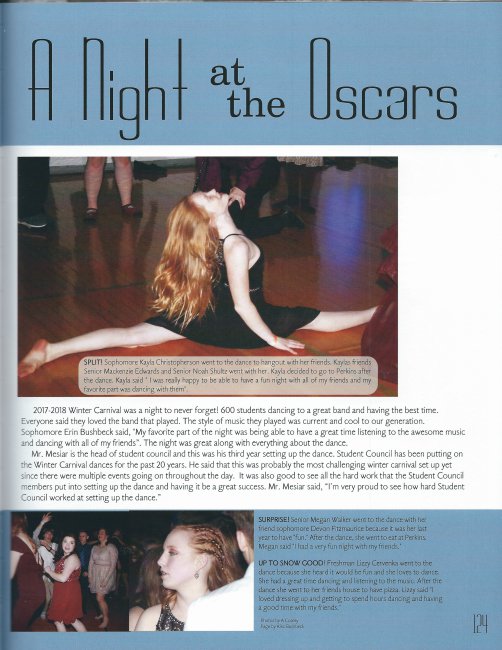 A Night at the Oscars
SPLIT! Sophomore Kayla Christopherson went to the dance to hangout with her friends. Kaylas friends
Senior Mackenzie Edwards and Senior Noah Shulte went with her. Kayla decided to go to Perkins after
the dance. Kayla said " I was really happy to be able to have a fun night with all of my friends and my
favorite part was dancing with them".
2017-2018 Winter Carnival was a night to never forget! 600 students dancing to a great band and having the best time.
Everyone said they loved the band that played. The style of music they played was current and cool to our generation.
Sophomore Erin Bushbeck said, "My favorite part of the night was being able to have a great time listening to the awesome music
and dancing with all of my friends". The night was great along with everything about the dance.
Mr. Mesiar is the head of student council and this was his third year setting up the dance. Student Council has been putting on
the Winter Carnival dances for the past 20 years. He said that this was probably the most challenging winter carnival set up yet
since there were multiple events going on throughout the day. It was also good to see all the hard work that the Student Council
members put into setting up the dance and having it be a great success. Mr. Mesiar said, "I'm very proud to see how hard Student
Council worked at setting up the dance."
SURPRISE! Senior Megan Walker went to the dance with her
friend sophomore Devon Fitzmaurice because it was her last
year to have "fun." After the dance, she went to eat at Perkins.
Megan said "I had a very fun night with my friends."
UP TO SNOW GOOD! Freshman Lizzy Cervenka went to the
dance because she heard it would be fun and she loves to dance.
She had a great time dancing and listening to the music. After the
dance she went to her friends house to have pizza. Lizzy said "I
loved dressing up and getting to spend hours dancing and having
a good time with my friends."
Photos by
Page by
124